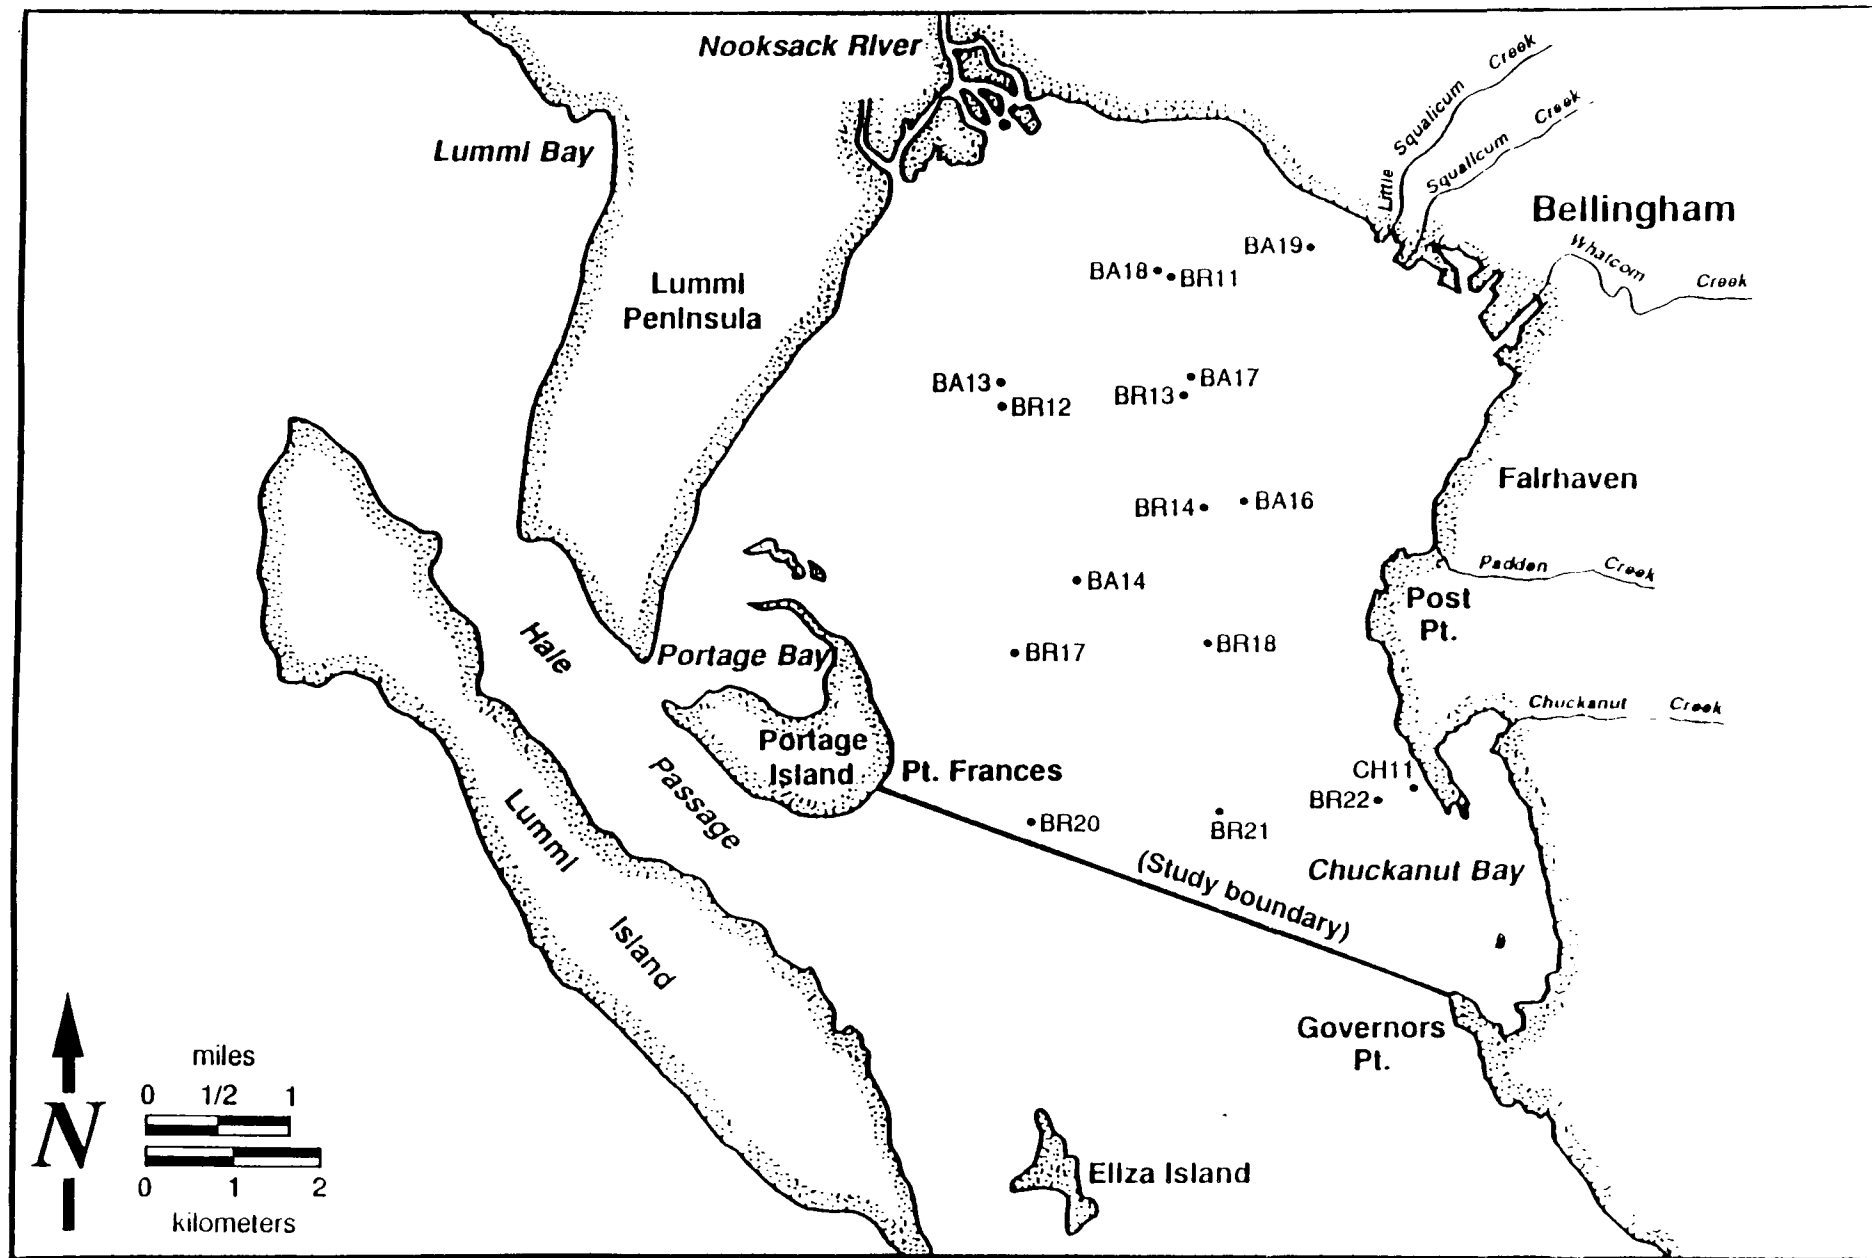 Nooksack River
Little Squalicum Creek
Squalicum Creek
Lummi Bay
Bellingham
Whatcom Creek
BA19
BA18
BR11
Lummi
Peninsula
BA13
BR12
BA17
BR13
Fairhaven
BR14
BA16
Padden Creek
BA14
Post
Pt.
Hale Passage
Portage Bay
BR17
BR18
Chuckanut Creek
Portage
Island
Pt. Frances
CH11
BR22
Lummi Island
BR20
BR21
(Study boundary)
Chuckanut Bay
Governors
Pt.
miles
0 1/2 1
N
0 1 2
kilometers
Eliza Island